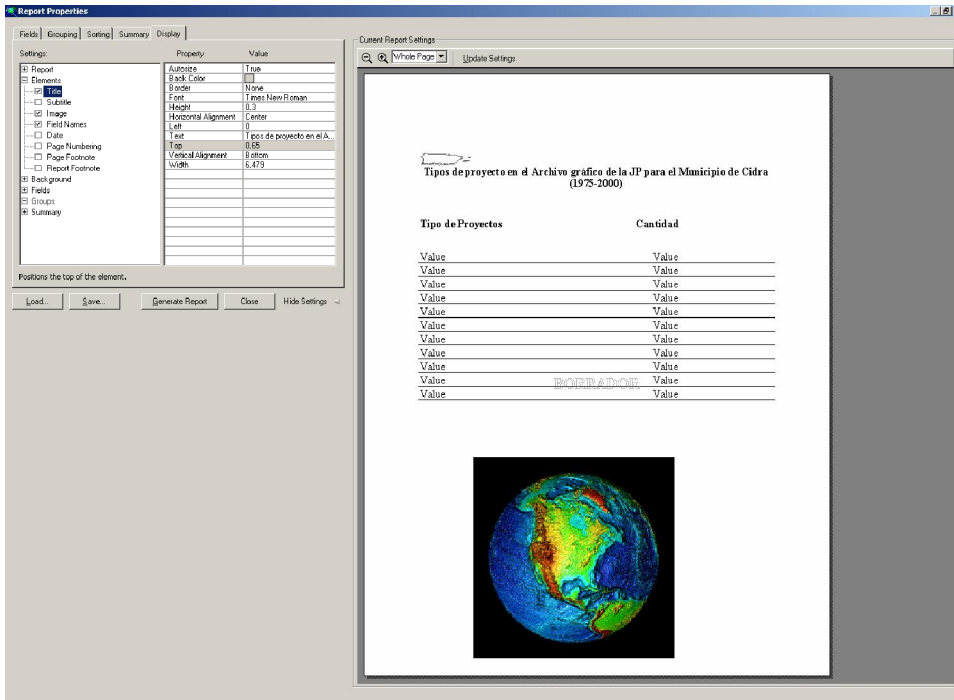 Report Properties
Fields Grouping Sorting Summary Display
Settings:
Report
Elements
Title
Subtitle
Image
Field Names
Date
Page Numbering
Page Footnote
Report Footnote
Background
Fields
Groups
Summary
Property Value
Autosize True
Back Color
Border None
Font Times New Roman
Height 0.3
Horizontal Alignment Center
Left 0
Text Tipos de proyecto en el A...
Top 0.65
Vertical Alignment Bottom
Width 6.479
Positions the top of the element.
Load... Save... Generate Report Close Hide Settings
Current Report Settings
Whole Page Update Settings
Tipos de proyecto en el Archivo gráfico de la JP para el Municipio de Cidra
(1975-2000)
Tipo de Proyectos Cantidad
Value Value
Value Value
Value Value
Value Value
Value Value
Value Value
Value Value
Value Value
Value Value
Value BORRADOR Value
Value Value